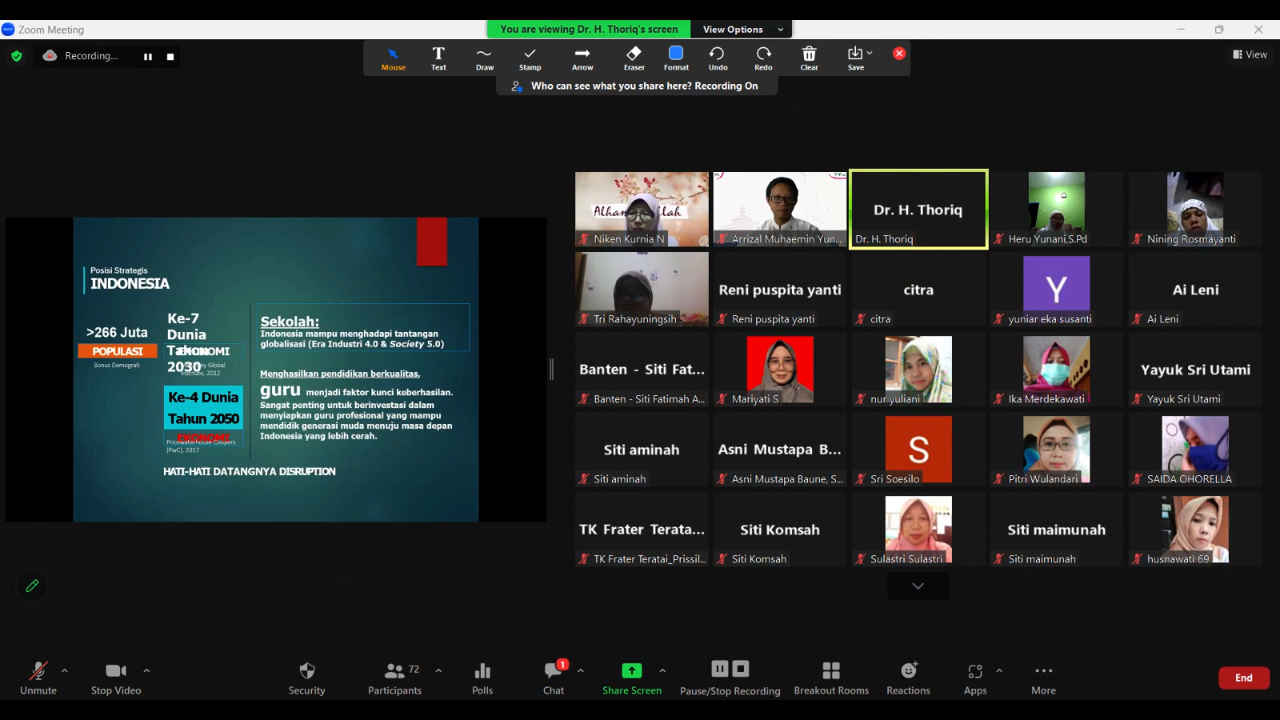 Zoom Meeting
You are viewing Dr. H. Thoriq's screen
View Options
Recording...
Mouse
Text
Draw
Stamp
Arrow
Eraser
Format
Undo
Redo
Clear
Save
View
Who can see what you share here? Recording On
Posisi Strategis
INDONESIA
>266 Juta
POPULASI
Bonus Demografi
Ke-7
Dunia
Tahun
2030
EKONOMI
Global
Institute, 2012
Ke-4 Dunia
Tahun 2050
EKONOMI
Pricewaterhouse Coopers
(PwC), 2017
Sekolah:
Indonesia mampu menghadapi tantangan
globalisasi (Era Industri 4.0 & Society 5.0)
Menghasilkan pendidikan berkualitas,
guru menjadi faktor kunci keberhasilan.
Sangat penting untuk berinvestasi dalam
menyiapkan guru profesional yang mampu
mendidik generasi muda menuju masa depan
Indonesia yang lebih cerah.
HATI-HATI DATANGNYA DISRUPTION
Niken Kurnia N
Arrizal Muhaemin Yun...
Dr. H. Thoriq
Dr. H. Thoriq
Heru Yunani,S.Pd
Nining Rosmayanti
Tri Rahayuningsih
Reni puspita yanti
Reni puspita yanti
citra
citra
Y
yuniar eka susanti
Ai Leni
Ai Leni
Banten - Siti Fat...
Banten - Siti Fatimah A...
Mariyati S
nur yuliani
Ika Merdekawati
Yayuk Sri Utami
Yayuk Sri Utami
Siti aminah
Siti aminah
Asni Mustapa B...
Asni Mustapa Baune, S...
S
Sri Soesilo
Pitri Wulandari
SAIDA OHORELLA
TK Frater Terata...
TK Frater Teratai_Prissil...
Siti Komsah
Siti Komsah
Sulastri Sulastri
Siti maimunah
Siti maimunah
husnawati 69
Unmute
Stop Video
Security
Participants
72
Polls
Chat
1
Share Screen
Pause/Stop Recording
Breakout Rooms
Reactions
Apps
More
End